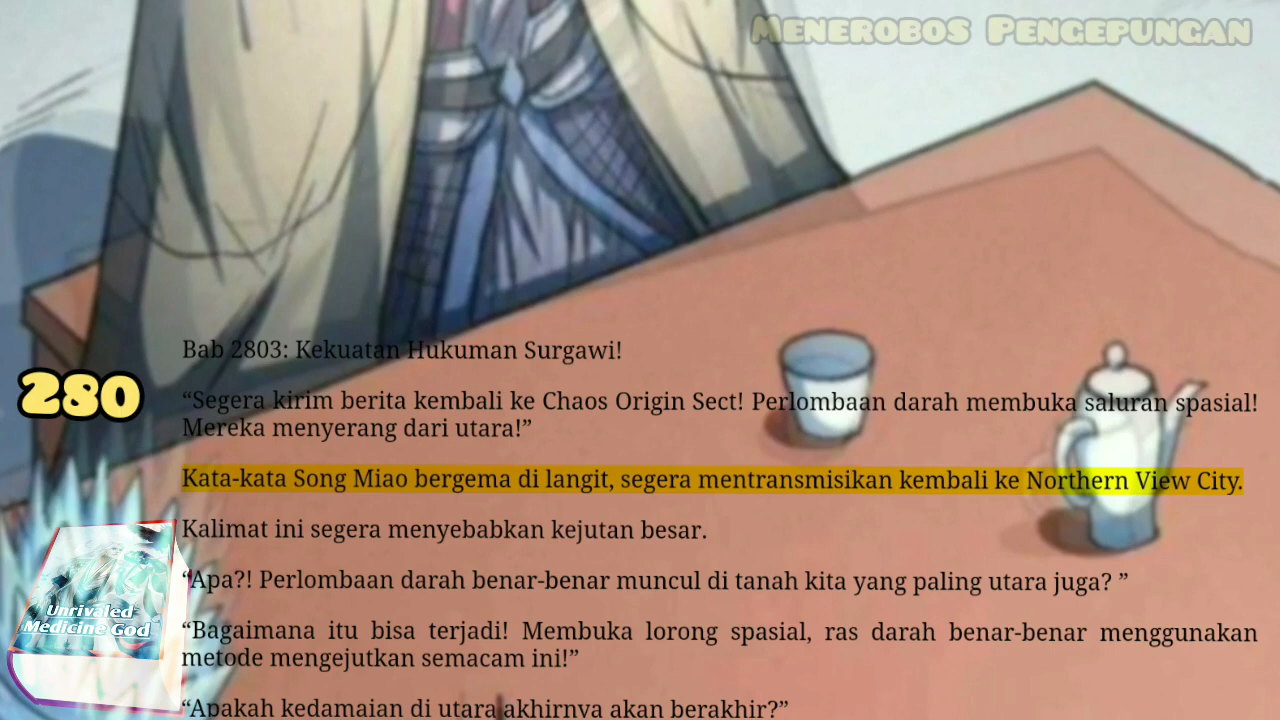 Menerobos Pengepungan
Bab 2803: Kekuatan Hukuman Surgawi!
“Segera kirim berita kembali ke Chaos Origin Sect! Perlombaan darah membuka saluran spasial!
Mereka menyerang dari utara!”
280
Kata-kata Song Miao bergema di langit, segera mentransmisikan kembali ke Northern View City.
Kalimat ini segera menyebabkan kejutan besar.
“Apa?! Perlombaan darah benar-benar muncul di tanah kita yang paling utara juga? ”
Unrivaled
Medicine God
“Bagaimana itu bisa terjadi! Membuka lorong spasial, ras darah benar-benar menggunakan
metode mengejutkan semacam ini!”
“Apakah kedamaian di utara akhirnya akan berakhir?”